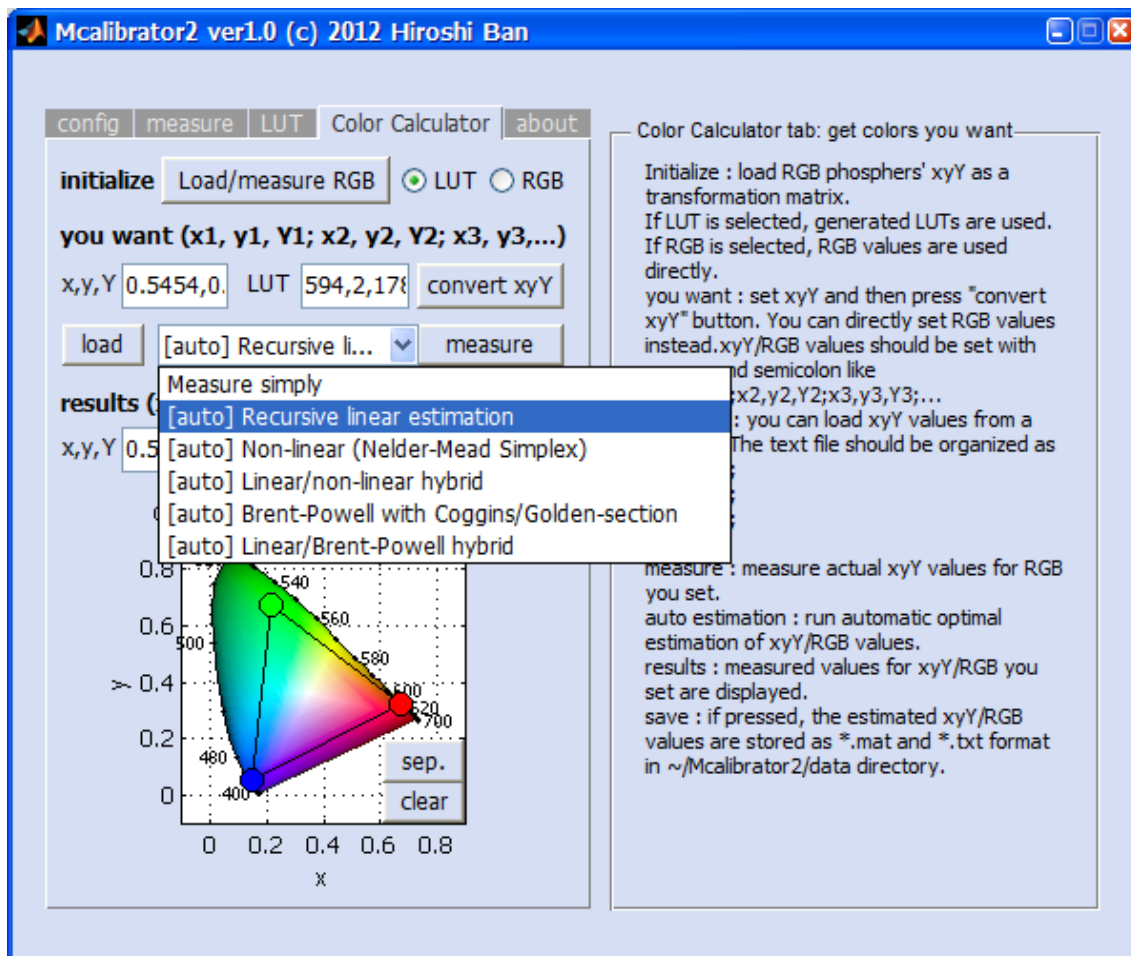 Mcalibrator2 ver1.0 (c) 2012 Hiroshi Ban
config measure LUT Color Calculator about
initialize Load/measure RGB LUT RGB
you want (x1, y1, Y1; x2, y2, Y2; x3, y3,...)
x,y,Y 0.5454,0. LUT 594,2,178 convert xyY
load [auto] Recursive li... measure
Measure simply
[auto] Recursive linear estimation
[auto] Non-linear (Nelder-Mead Simplex)
[auto] Linear/non-linear hybrid
[auto] Brent-Powell with Coggins/Golden-section
[auto] Linear/Brent-Powell hybrid
results (
x,y,Y 0.5
0.8
0.6
0.4
0.2
0
y
540
560
580
600
620
700
500
480
400
sep.
clear
0 0.2 0.4 0.6 0.8
x
Color Calculator tab: get colors you want
Initialize : load RGB phosphers' xyY as a
transformation matrix.
If LUT is selected, generated LUTs are used.
If RGB is selected, RGB values are used
directly.
you want : set xyY and then press "convert
xyY" button. You can directly set RGB values
instead.xyY/RGB values should be set with
nd semicolon like
;x2,y2,Y2;x3,y3,Y3;...
: you can load xyY values from a
The text file should be organized as
;
;
;
measure : measure actual xyY values for RGB
you set.
auto estimation : run automatic optimal
estimation of xyY/RGB values.
results : measured values for xyY/RGB you
set are displayed.
save : if pressed, the estimated xyY/RGB
values are stored as *.mat and *.txt format
in ~/Mcalibrator2/data directory.